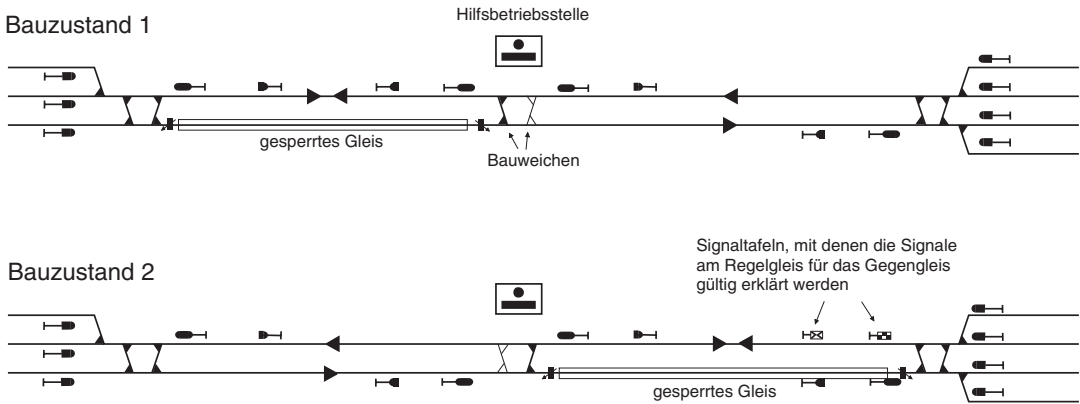 Hilfsbetriebsstelle
Bauzustand 1
gesperrtes Gleis
Bauweichen
Signaltafeln, mit denen die Signale
am Regelgleis für das Gegengleis
gültig erklärt werden
Bauzustand 2
gesperrtes Gleis